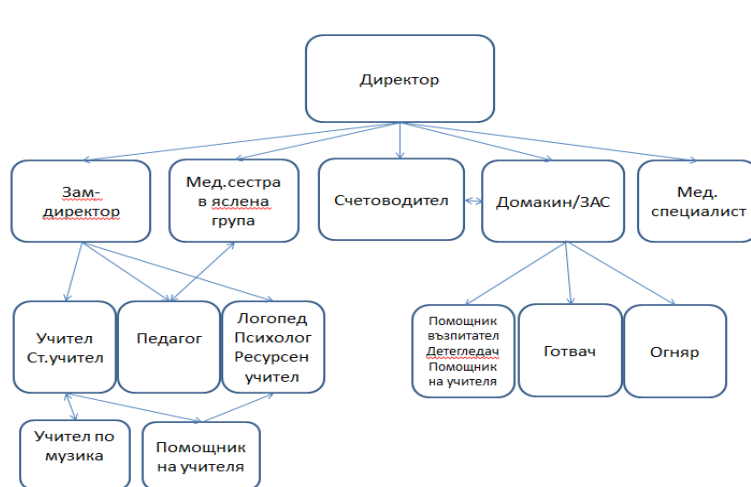 Директор
Зам-
директор
Мед.сестра
в яслена
група
Счетоводител
Домакин/ЗАС
Мед.
специалист
Учител
Ст.учител
Педагог
Логопед
Психолог
Ресурсен
учител
Помощник
възпитател
Детегледач
Помощник
на учителя
Готвач
Огняр
Учител по
музика
Помощник
на учителя